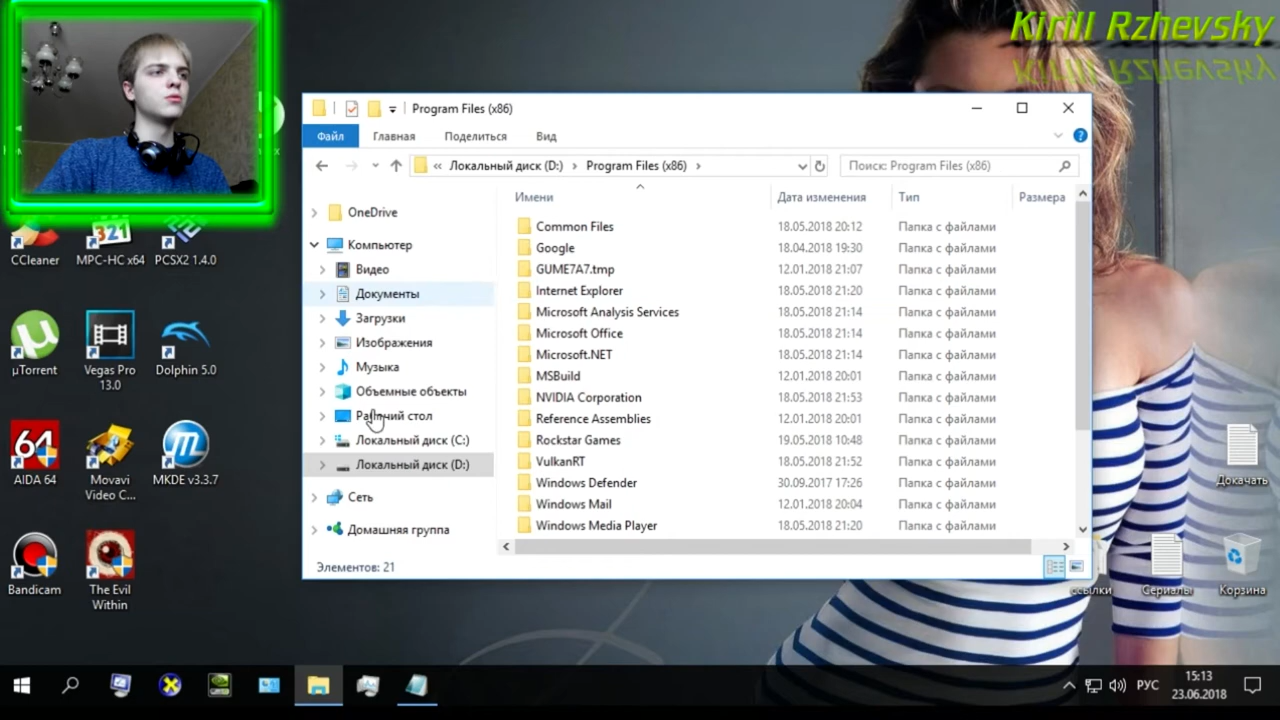 Kirill Rzhevsky
Program Files (x86)
Файл Главная Поделиться Вид
« Локальный диск (D:) > Program Files (x86) >
Поиск: Program Files (x86)
OneDrive
Компьютер
Видео
Документы
Загрузки
Изображения
Музыка
Объемные объекты
Рабочий стол
Локальный диск (C:)
Локальный диск (D:)
Сеть
Домашняя группа
Имени Дата изменения Тип Размера
Common Files 18.05.2018 20:12 Папка с файлами
Google 18.04.2018 19:30 Папка с файлами
GUME7A7.tmp 12.01.2018 21:07 Папка с файлами
Internet Explorer 18.05.2018 21:20 Папка с файлами
Microsoft Analysis Services 18.05.2018 21:14 Папка с файлами
Microsoft Office 18.05.2018 21:14 Папка с файлами
Microsoft.NET 18.05.2018 21:14 Папка с файлами
MSBuild 12.01.2018 20:01 Папка с файлами
NVIDIA Corporation 18.05.2018 21:53 Папка с файлами
Reference Assemblies 12.01.2018 20:01 Папка с файлами
Rockstar Games 19.05.2018 10:48 Папка с файлами
VulkanRT 18.05.2018 21:52 Папка с файлами
Windows Defender 30.09.2017 17:26 Папка с файлами
Windows Mail 12.01.2018 20:04 Папка с файлами
Windows Media Player 18.05.2018 21:20 Папка с файлами
Элементов: 21
CCleaner
321
MPC-HC x64
PCSX2 1.4.0
µTorrent
Vegas Pro
13.0
Dolphin 5.0
64
AIDA 64
Movavi
Video C...
MKDE v3.3.7
Bandicam
The Evil
Within
Докачать
ссылки
Сериалы
Корзина
РУС
15:13
23.06.2018